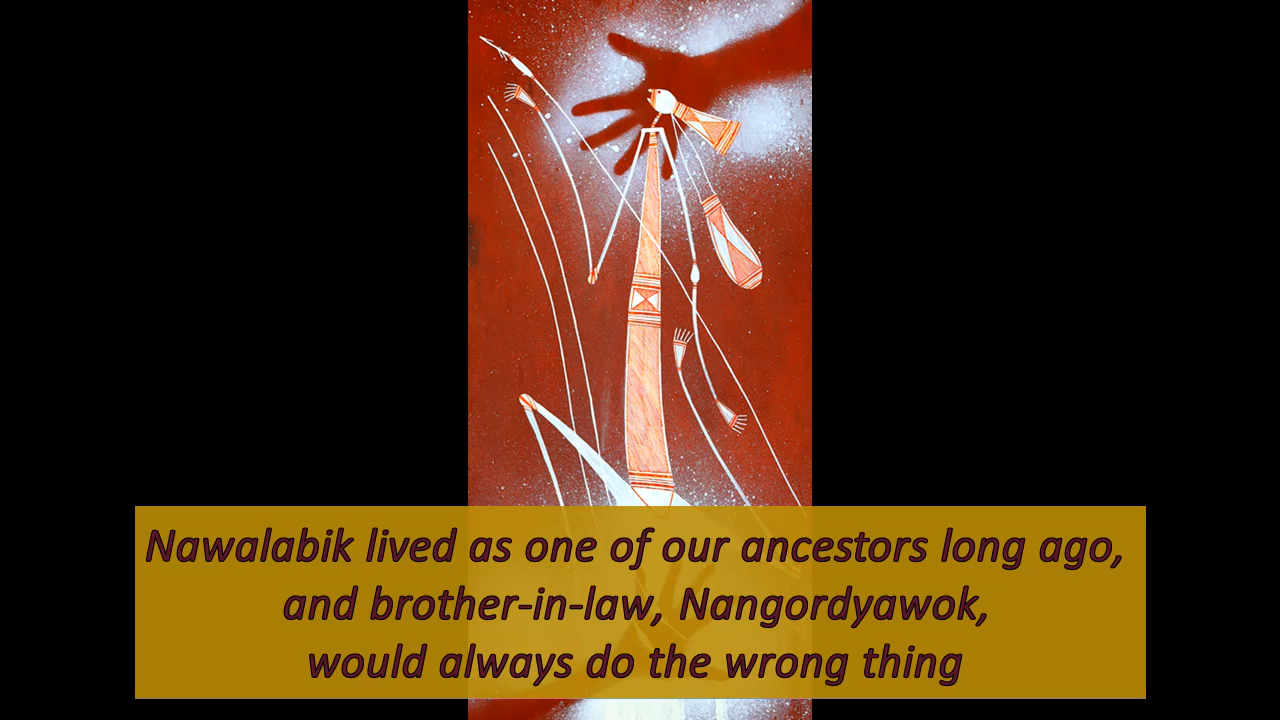 Nawalabik lived as one of our ancestors long ago,
and brother-in-law, Nangordyawok,
would always do the wrong thing